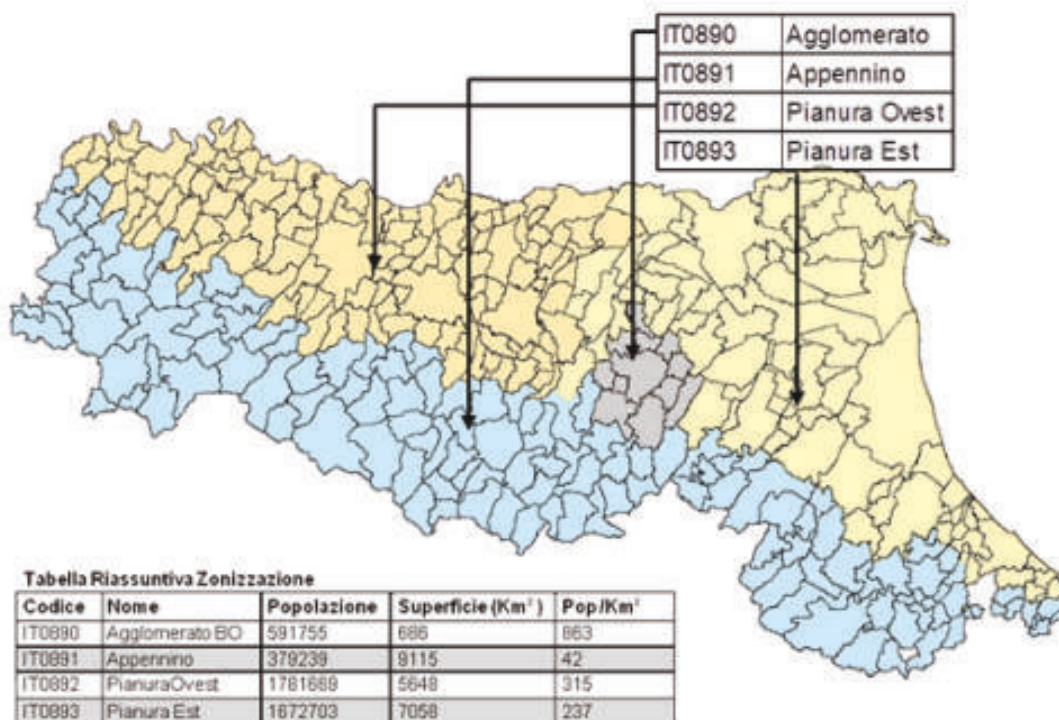 IT0890 Agglomerato
IT0891 Appennino
IT0892 Pianura Ovest
IT0893 Pianura Est
Tabella Riassuntiva Zonizzazione
Codice Nome Popolazione Superficie (Km²) Pop/Km²
IT0890 Agglomerato BO 591755 686 863
IT0891 Appennino 379239 9115 42
IT0892 PianuraOvest 1781669 5648 315
IT0893 Pianura Est 1672703 7058 237